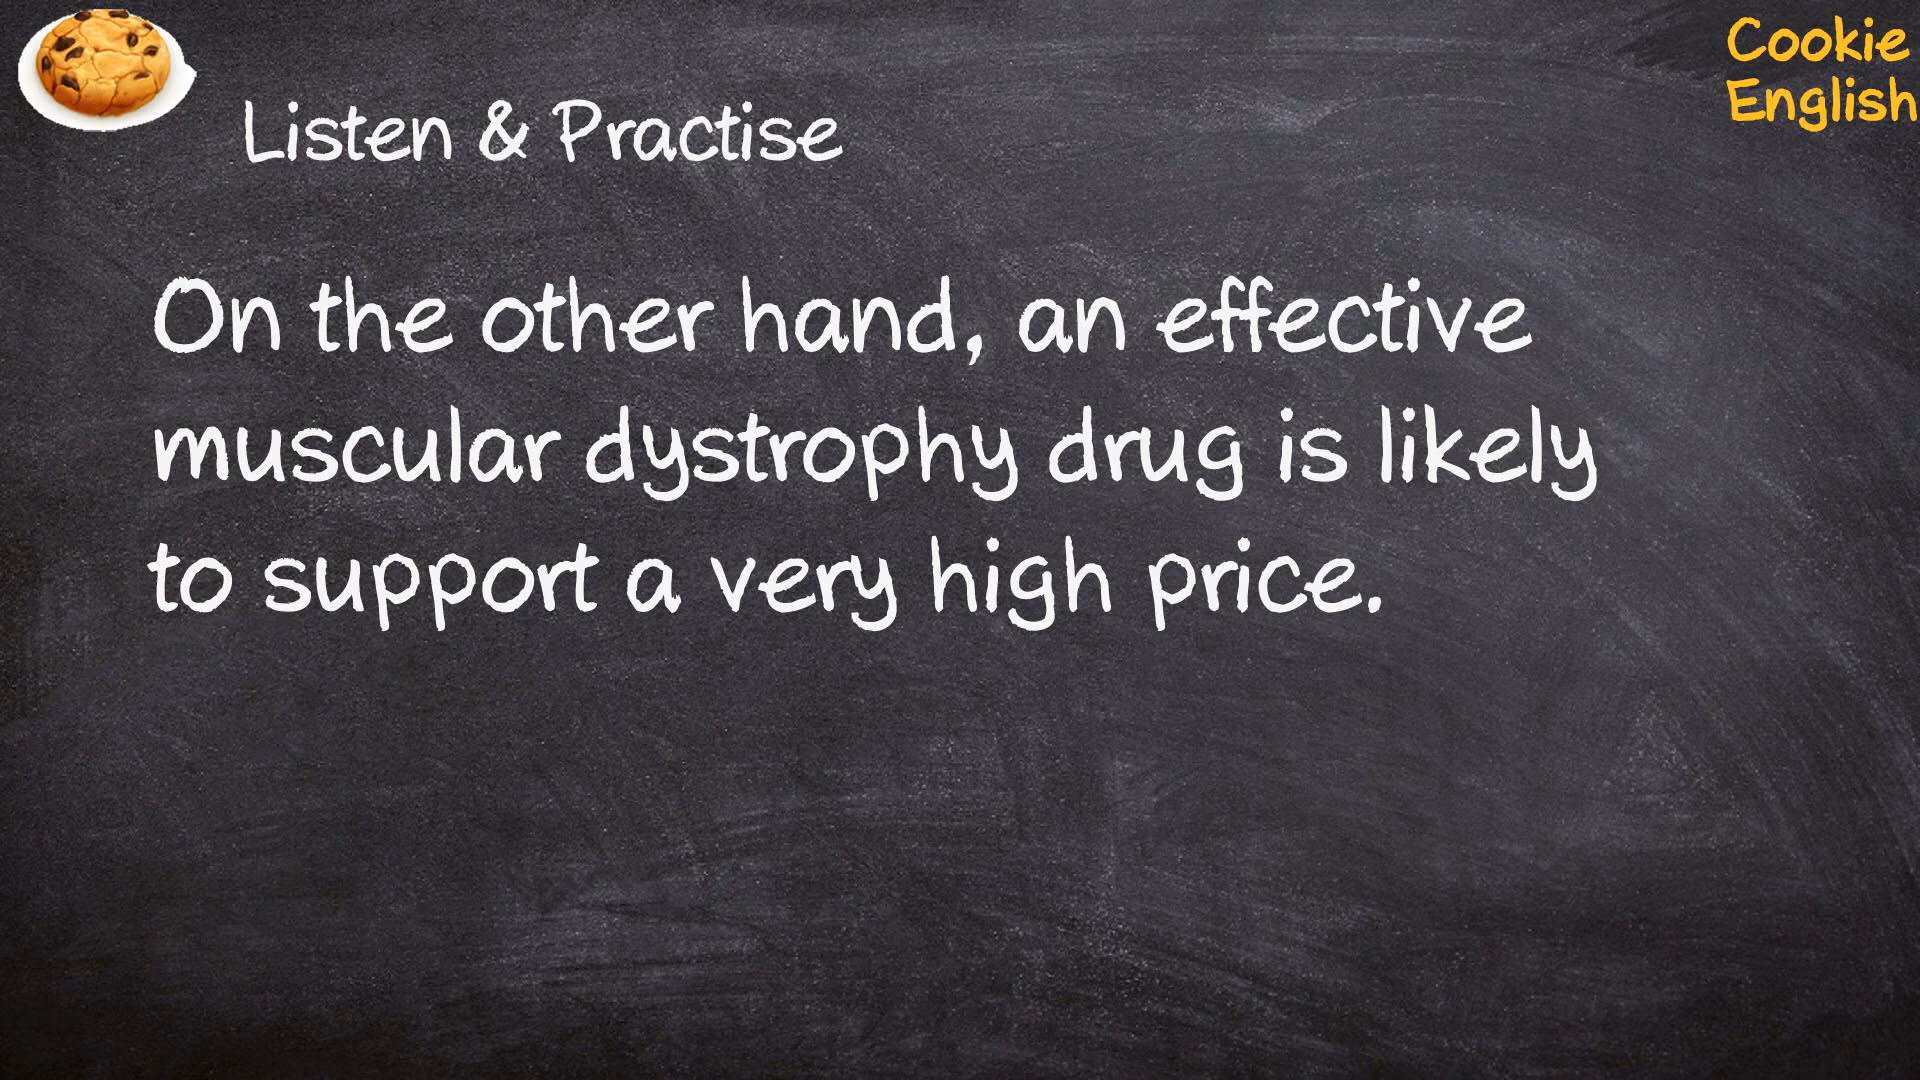 Cookie
English
Listen & Practise
On the other hand, an effective
muscular dystrophy drug is likely
to support a very high price.